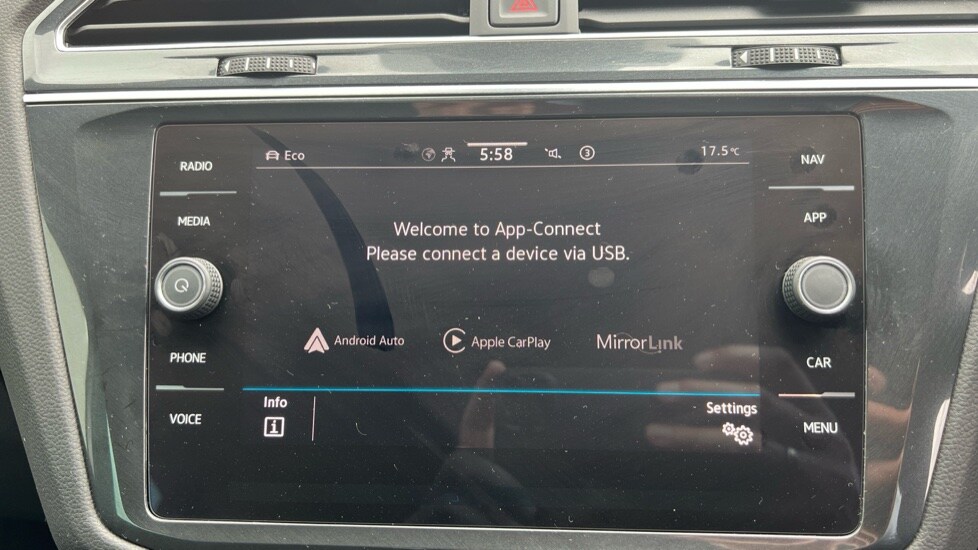 RADIO
MEDIA
PHONE
VOICE
Eco
5:58
3
17.5°C
Welcome to App-Connect
Please connect a device via USB.
Android Auto
Apple CarPlay
MirrorLink
Info
i
Settings
NAV
APP
CAR
MENU